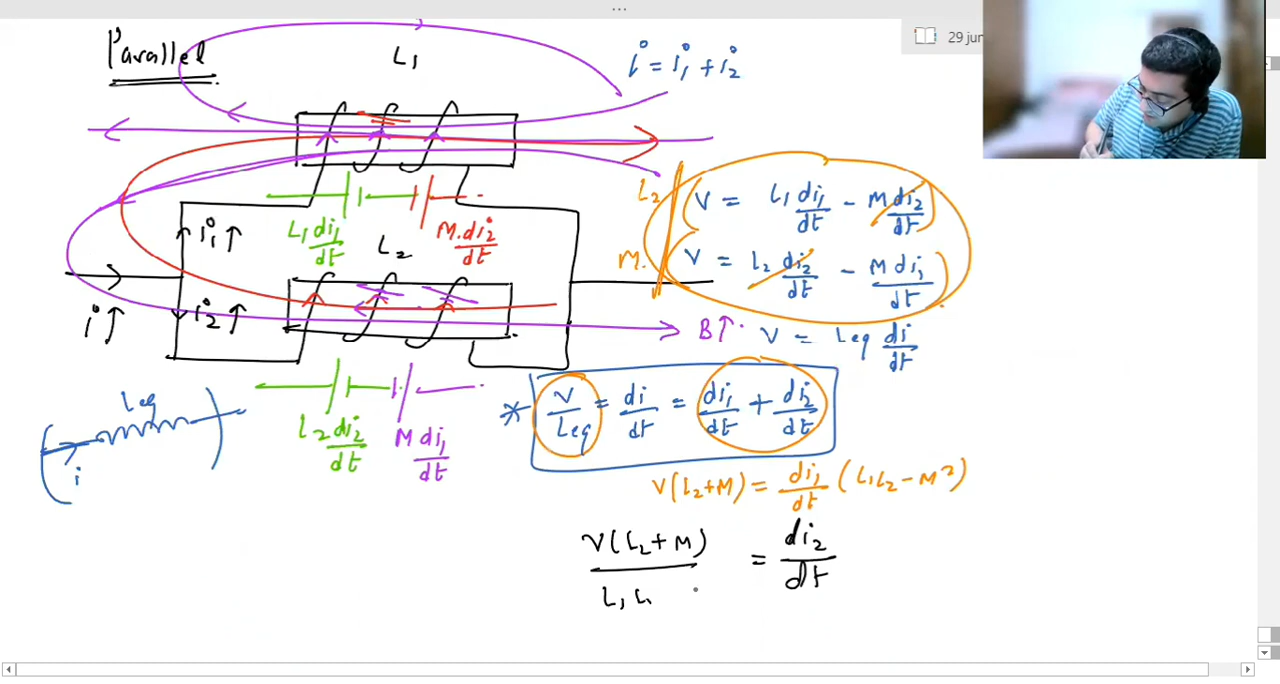 29 jun
Parallel
L₁
i = i₁ + i₂
L₂
V = L₁ di₁/dt − M di₂/dt
i₁↑
L₁ di₁/dt
M. di₂/dt
L₂
M.
V = L₂ di₂/dt − M di₁/dt
i↑
i₂↑
B↑.
V = Leq di/dt
Leq
i
L₂ di₂/dt
M di₁/dt
* V/Leq = di/dt = di₁/dt + di₂/dt
V(L₂+M) = di₁/dt (L₁L₂ − M²)
V(L₂+M)/L₁L = di₂/dt